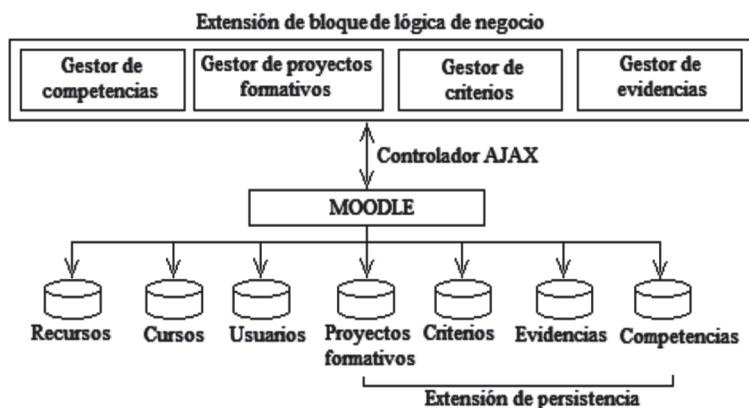 Extensión de bloque de lógica de negocio
Gestor de
competencias
Gestor de proyectos
formativos
Gestor de
criterios
Gestor de
evidencias
Controlador AJAX
MOODLE
Recursos
Cursos
Usuarios
Proyectos
formativos
Criterios
Evidencias
Competencias
Extensión de persistencia